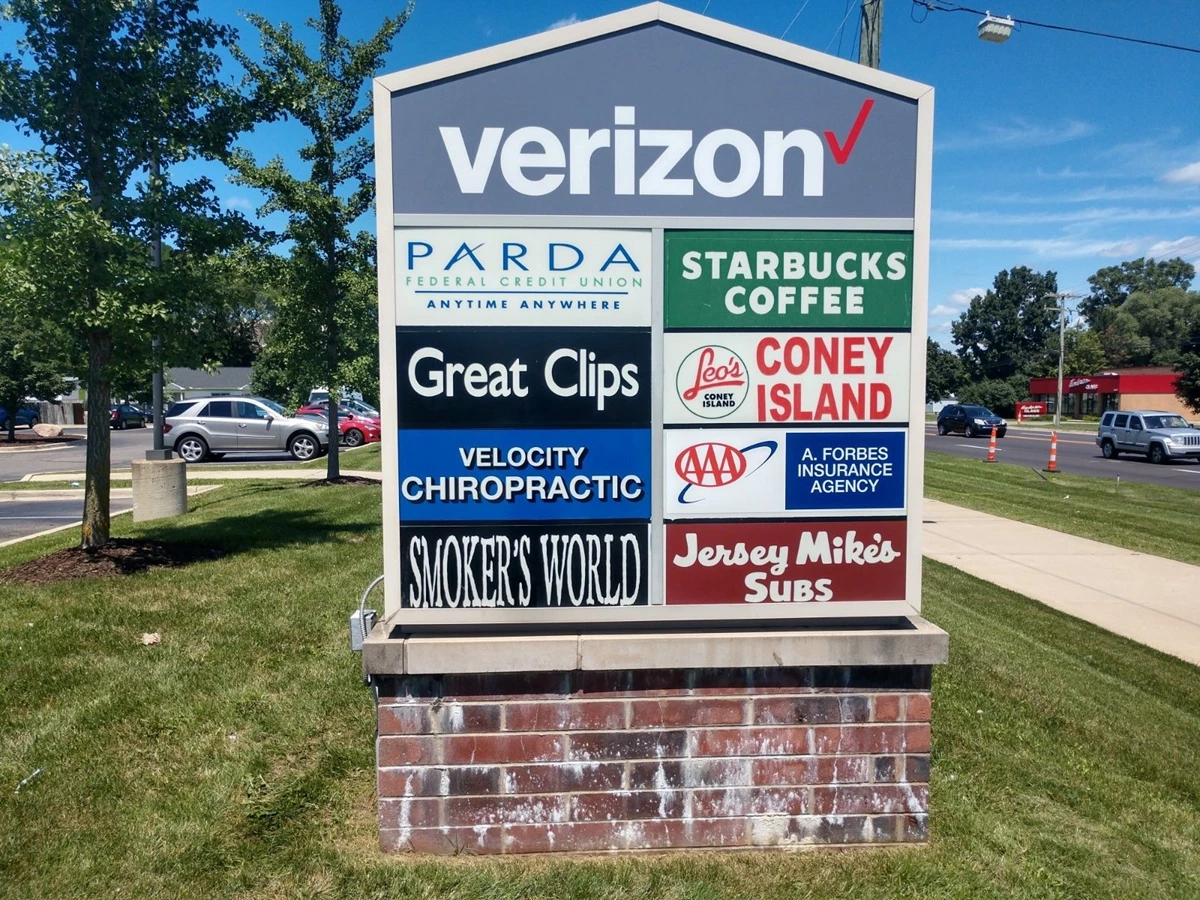 verizon
PARDA
FEDERAL CREDIT UNION
ANYTIME ANYWHERE
STARBUCKS
COFFEE
Great Clips
Leo's
CONEY
ISLAND
CONEY
ISLAND
VELOCITY
CHIROPRACTIC
AAA
A. FORBES
INSURANCE
AGENCY
SMOKER'S WORLD
Jersey Mike's
SUBS